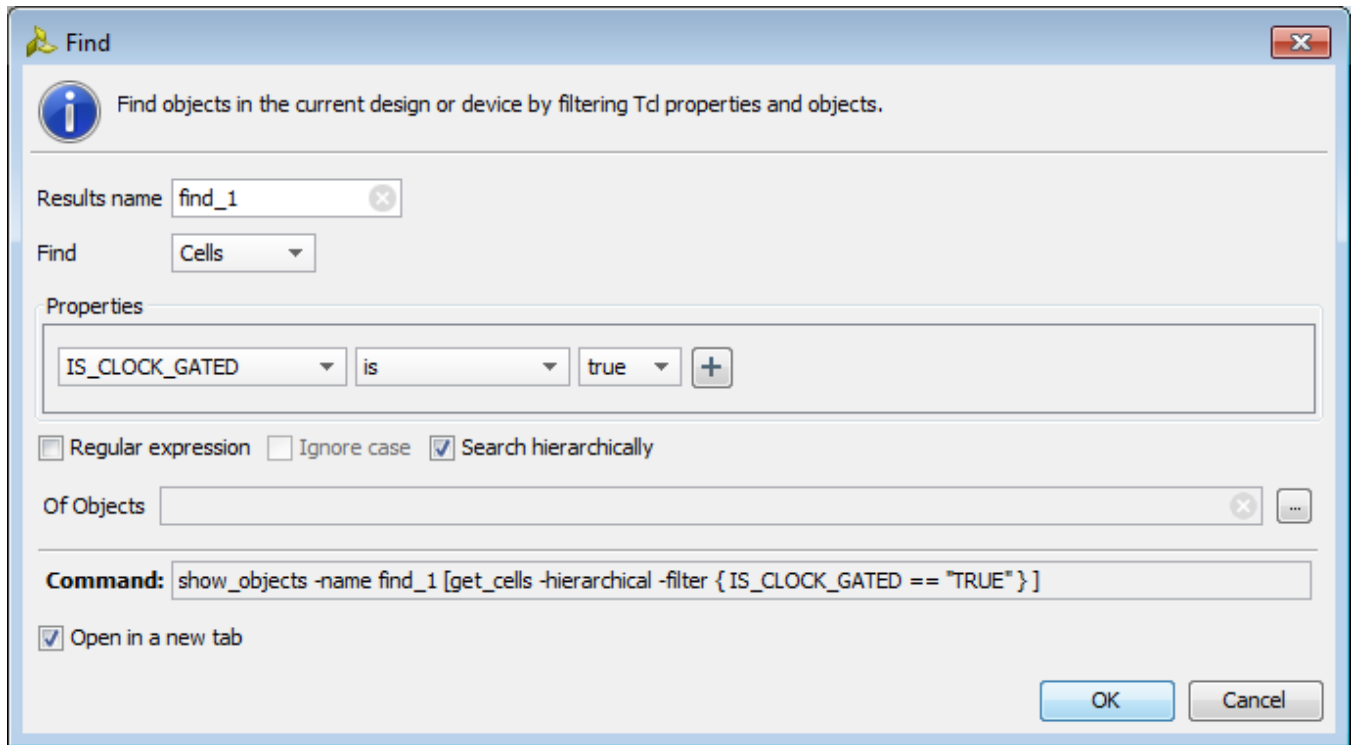 Find
Find objects in the current design or device by filtering Tcl properties and objects.
Results name find_1
Find Cells
Properties
IS_CLOCK_GATED is true +
Regular expression Ignore case Search hierarchically
Of Objects ...
Command: show_objects -name find_1 [get_cells -hierarchical -filter { IS_CLOCK_GATED == "TRUE" } ]
Open in a new tab
OK Cancel